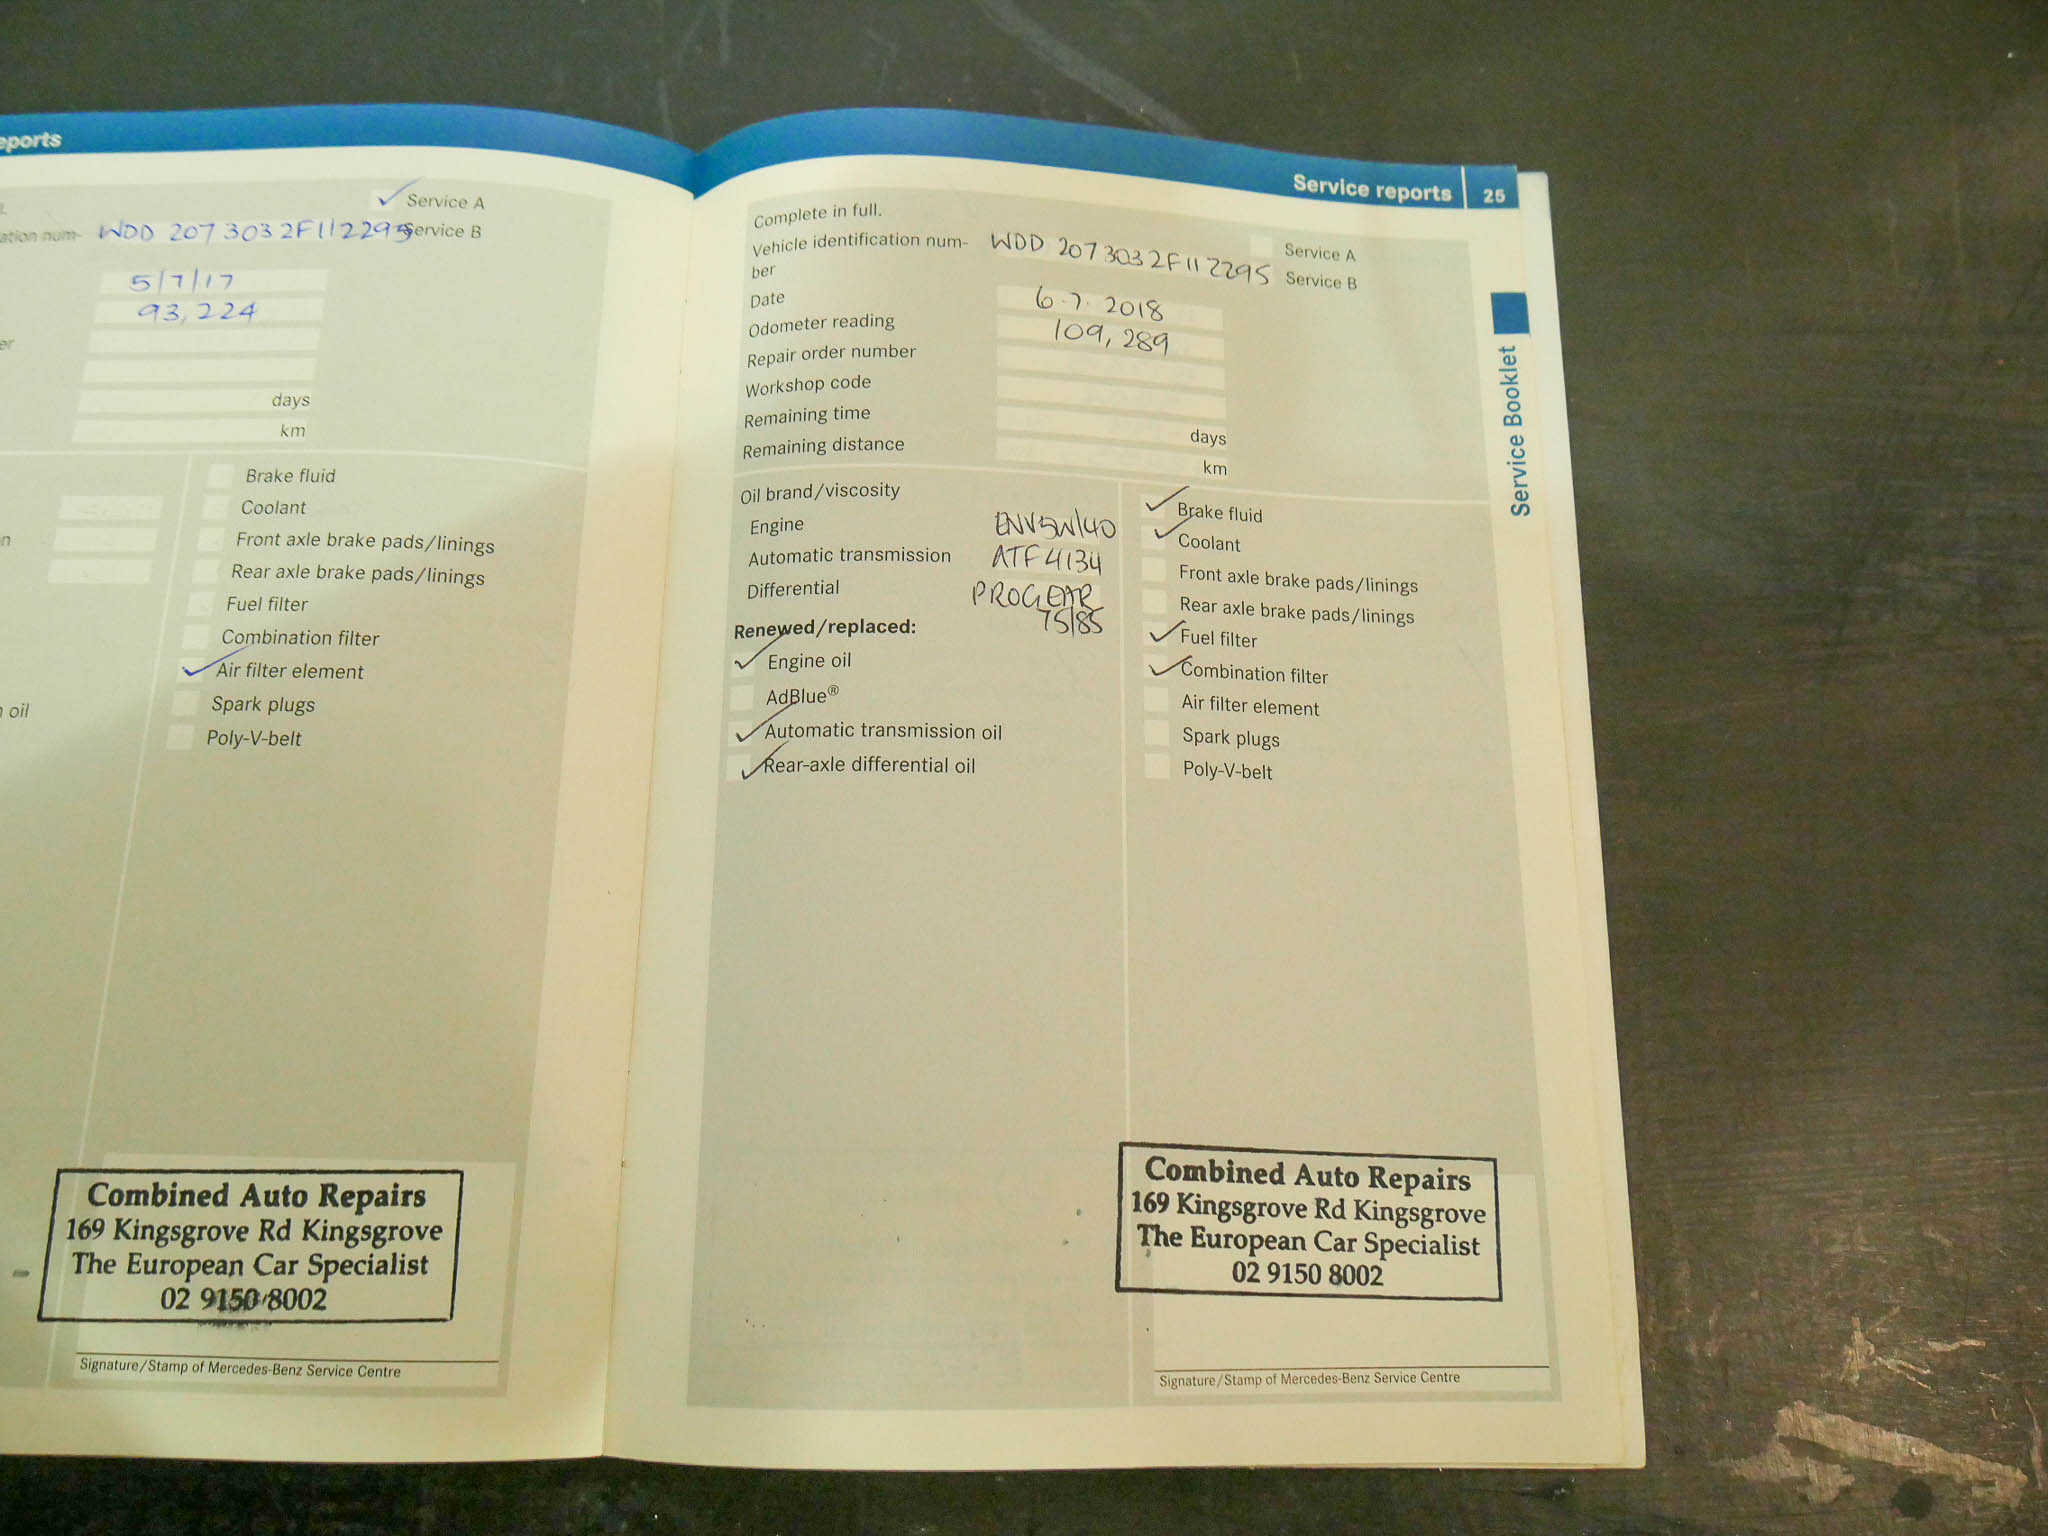 eports
Service A
ation num- WDD 2073032F112295 Service B
5/7/17
93,224
er
days
km
Brake fluid
Coolant
n
Front axle brake pads/linings
Rear axle brake pads/linings
Fuel filter
Combination filter
Air filter element
Spark plugs
oil
Poly-V-belt
Combined Auto Repairs
169 Kingsgrove Rd Kingsgrove
The European Car Specialist
02 9150 8002
Signature/Stamp of Mercedes-Benz Service Centre
Service reports 25
Complete in full.
Vehicle identification num- WDD 2073032F112295 Service A
ber Service B
Date 6.7.2018
Odometer reading 109,289
Repair order number
Workshop code
Remaining time days
Remaining distance km
Oil brand/viscosity
Engine ENV5W/40
Automatic transmission ATF 4134
Differential PROGEAR
75/85
Renewed/replaced:
Engine oil
AdBlue®
Automatic transmission oil
Rear-axle differential oil
Brake fluid
Coolant
Front axle brake pads/linings
Rear axle brake pads/linings
Fuel filter
Combination filter
Air filter element
Spark plugs
Poly-V-belt
Service Booklet
Combined Auto Repairs
169 Kingsgrove Rd Kingsgrove
The European Car Specialist
02 9150 8002
Signature/Stamp of Mercedes-Benz Service Centre